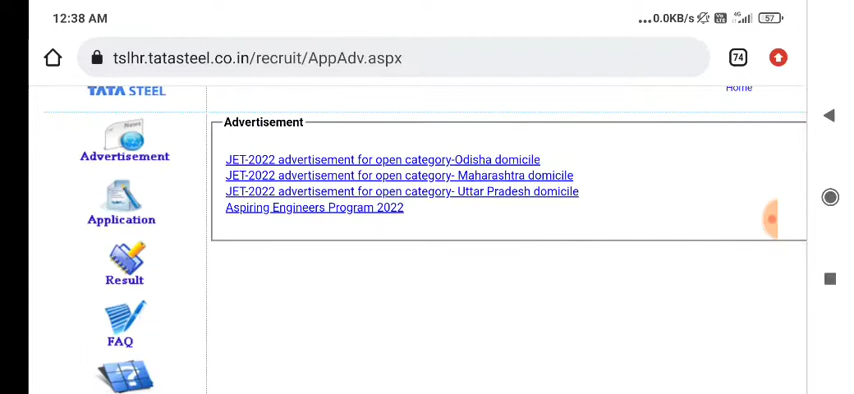 12:38 AM
...0.0KB/s 4G 57
tslhr.tatasteel.co.in/recruit/AppAdv.aspx
74
TATA STEEL
Home
News
Advertisement
Advertisement
JET-2022 advertisement for open category-Odisha domicile
JET-2022 advertisement for open category- Maharashtra domicile
JET-2022 advertisement for open category- Uttar Pradesh domicile
Aspiring Engineers Program 2022
Application
Result
FAQ
?